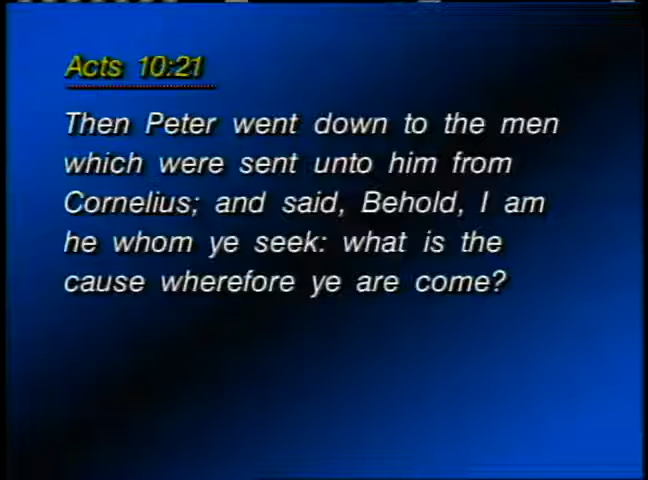 Acts 10:21
Then Peter went down to the men
which were sent unto him from
Cornelius; and said, Behold, I am
he whom ye seek: what is the
cause wherefore ye are come?